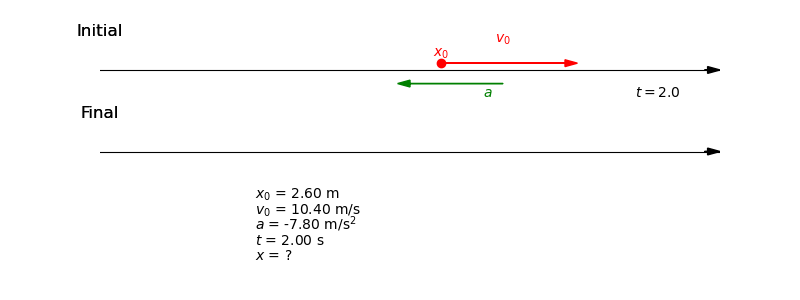 Initial
v₀
x₀
a
t = 2.0
Final
x₀ = 2.60 m
v₀ = 10.40 m/s
a = -7.80 m/s²
t = 2.00 s
x = ?